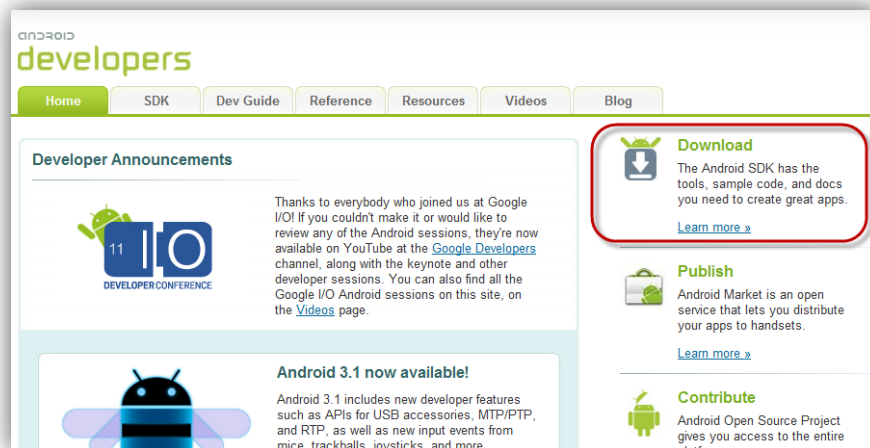 ANDROID
developers
Home SDK Dev Guide Reference Resources Videos Blog
Developer Announcements
11 IO
DEVELOPER CONFERENCE
Thanks to everybody who joined us at Google
I/O! If you couldn't make it or would like to
review any of the Android sessions, they're now
available on YouTube at the Google Developers
channel, along with the keynote and other
developer sessions. You can also find all the
Google I/O Android sessions on this site, on
the Videos page.
Android 3.1 now available!
Android 3.1 includes new developer features
such as APIs for USB accessories, MTP/PTP,
and RTP, as well as new input events from
mice, trackballs, joysticks, and more
Download
The Android SDK has the
tools, sample code, and docs
you need to create great apps.
Learn more »
Publish
Android Market is an open
service that lets you distribute
your apps to handsets.
Learn more »
Contribute
Android Open Source Project
gives you access to the entire